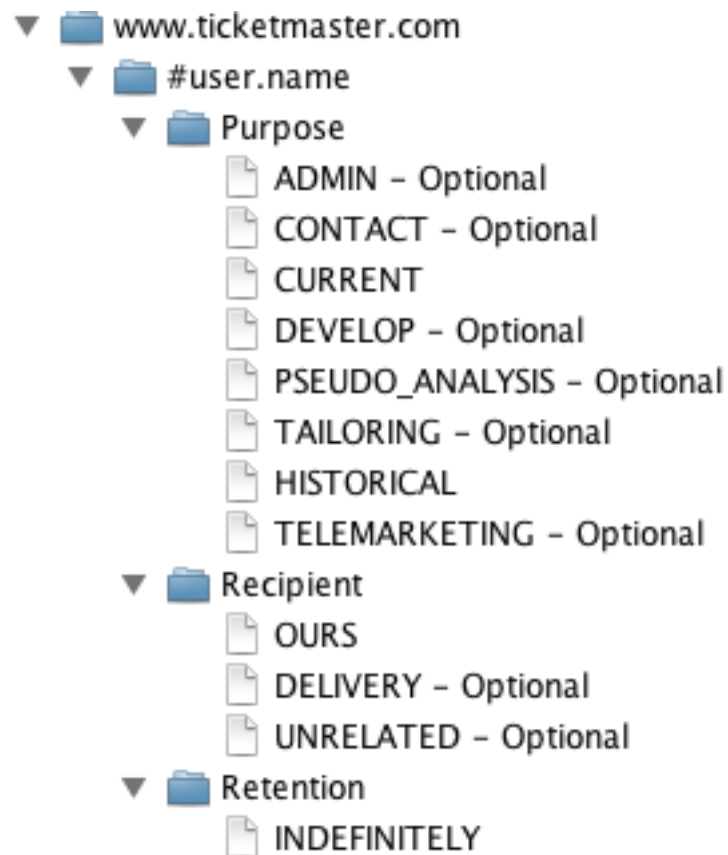 www.ticketmaster.com
#user.name
Purpose
ADMIN – Optional
CONTACT – Optional
CURRENT
DEVELOP – Optional
PSEUDO_ANALYSIS – Optional
TAILORING – Optional
HISTORICAL
TELEMARKETING – Optional
Recipient
OURS
DELIVERY – Optional
UNRELATED – Optional
Retention
INDEFINITELY